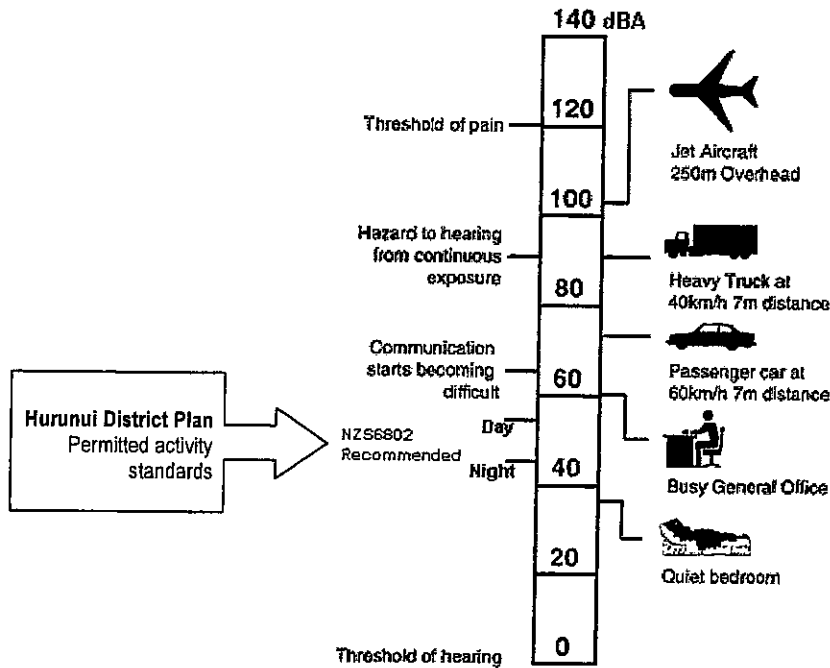 140 dBA
120
Threshold of pain
Jet Aircraft
250m Overhead
100
Hazard to hearing
from continuous
exposure
80
Heavy Truck at
40km/h 7m distance
Communication
starts becoming
difficult
60
Passenger car at
60km/h 7m distance
Hurunui District Plan
Permitted activity
standards
NZS6802
Recommended
Day
Night
40
Busy General Office
20
Quiet bedroom
0
Threshold of hearing